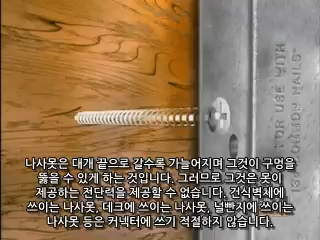 FOR USE WITH
나사못은 대개 끝으로 갈수록 가늘어지며 그것이 구멍을
뚫을 수 있게 하는 것입니다. 그러므로 그것은 못이
제공하는 전단력을 제공할 수 없습니다. 건식벽체에
쓰이는 나사못, 데크에 쓰이는 나사못, 널빤지에 쓰이는
나사못 등은 커넥터에 쓰기 적절하지 않습니다.